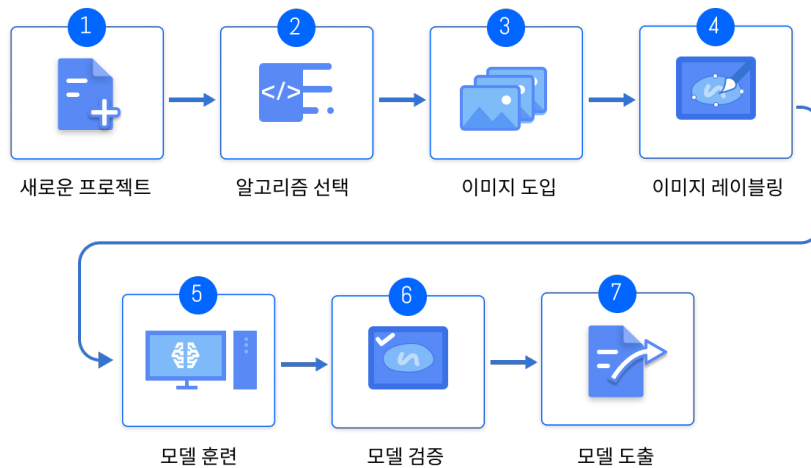 1
2
3
4
</>
새로운 프로젝트
알고리즘 선택
이미지 도입
이미지 레이블링
5
6
7
모델 훈련
모델 검증
모델 도출